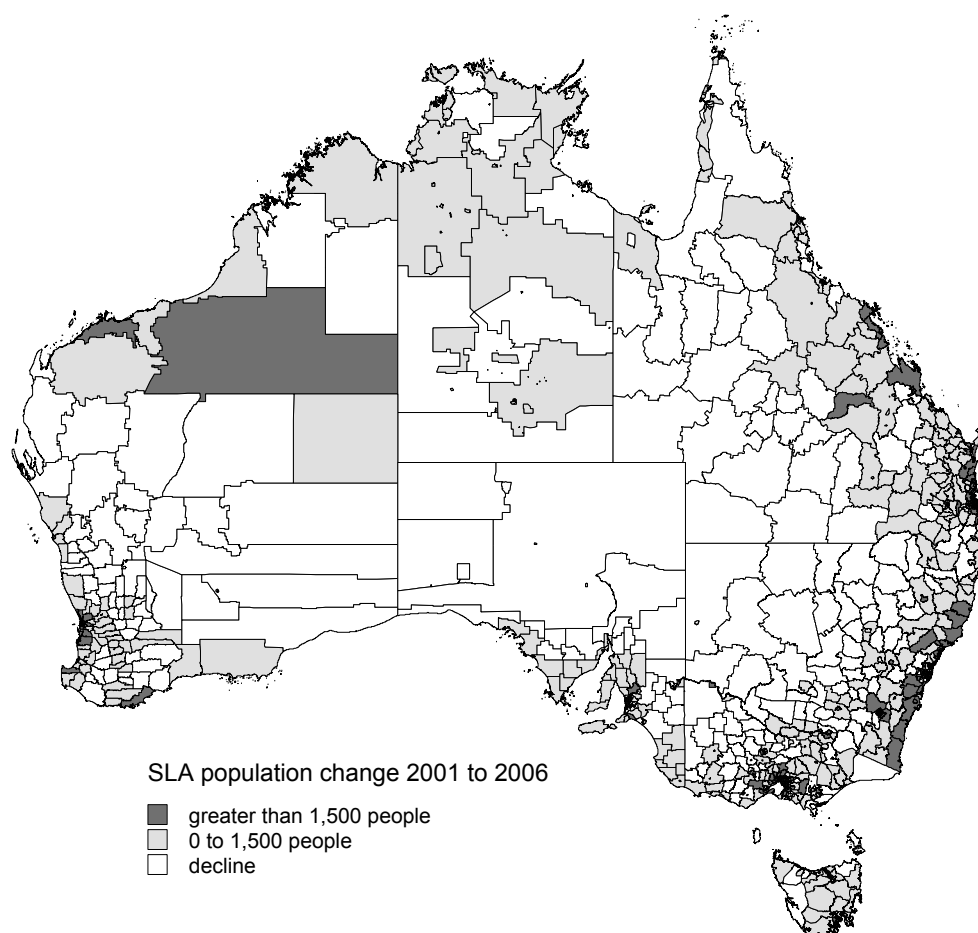 SLA population change 2001 to 2006
greater than 1,500 people
0 to 1,500 people
decline